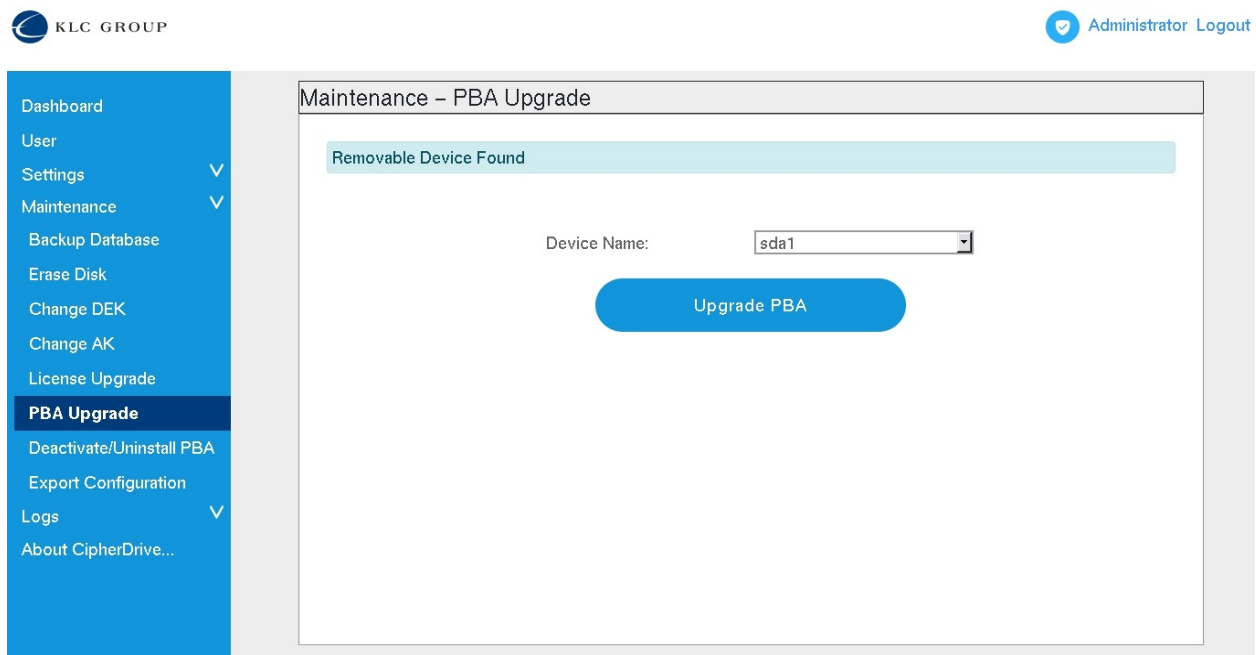 KLC GROUP
Administrator Logout
Dashboard
User
Settings
Maintenance
Backup Database
Erase Disk
Change DEK
Change AK
License Upgrade
PBA Upgrade
Deactivate/Uninstall PBA
Export Configuration
Logs
About CipherDrive...
Maintenance – PBA Upgrade
Removable Device Found
Device Name: sda1
Upgrade PBA